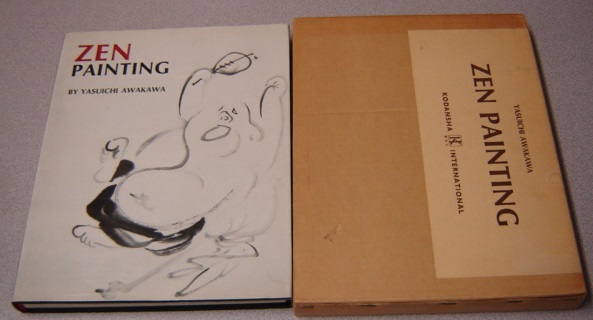 ZEN
PAINTING
BY YASUICHI AWAKAWA
YASUICHI AWAKAWA
ZEN PAINTING
KODANSHA K INTERNATIONAL